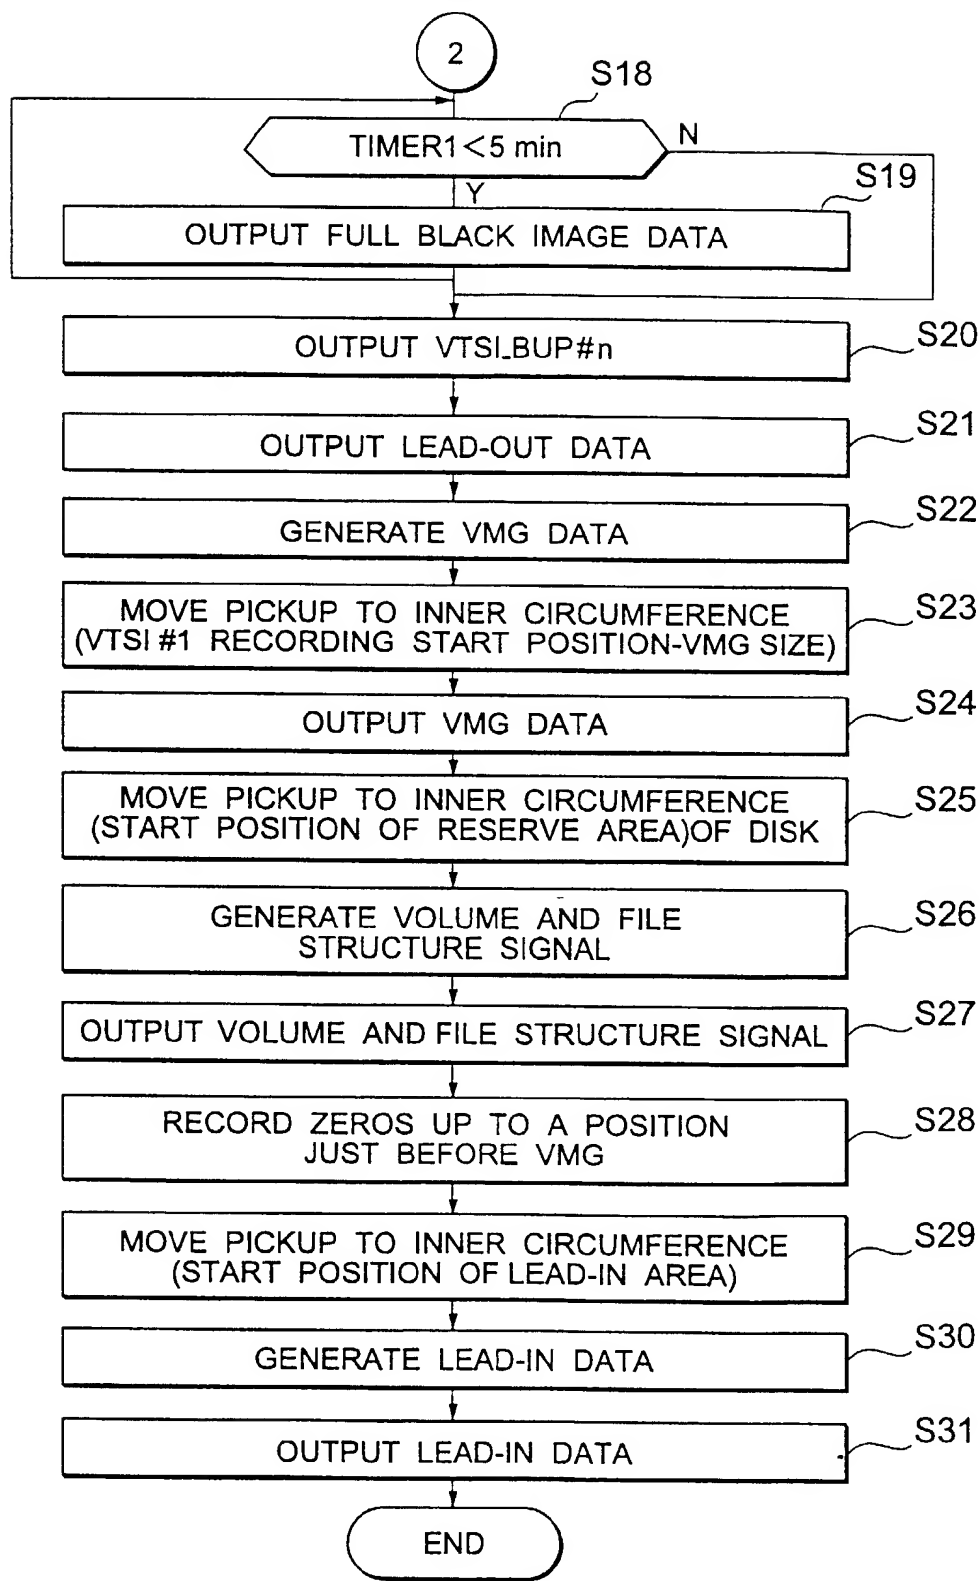 2
S18
TIMER1<5 min
N
Y
S19
OUTPUT FULL BLACK IMAGE DATA
S20
OUTPUT VTSI_BUP#n
S21
OUTPUT LEAD-OUT DATA
S22
GENERATE VMG DATA
S23
MOVE PICKUP TO INNER CIRCUMFERENCE
(VTSI #1 RECORDING START POSITION-VMG SIZE)
S24
OUTPUT VMG DATA
S25
MOVE PICKUP TO INNER CIRCUMFERENCE
(START POSITION OF RESERVE AREA)OF DISK
S26
GENERATE VOLUME AND FILE
STRUCTURE SIGNAL
S27
OUTPUT VOLUME AND FILE STRUCTURE SIGNAL
S28
RECORD ZEROS UP TO A POSITION
JUST BEFORE VMG
S29
MOVE PICKUP TO INNER CIRCUMFERENCE
(START POSITION OF LEAD-IN AREA)
S30
GENERATE LEAD-IN DATA
S31
OUTPUT LEAD-IN DATA
END